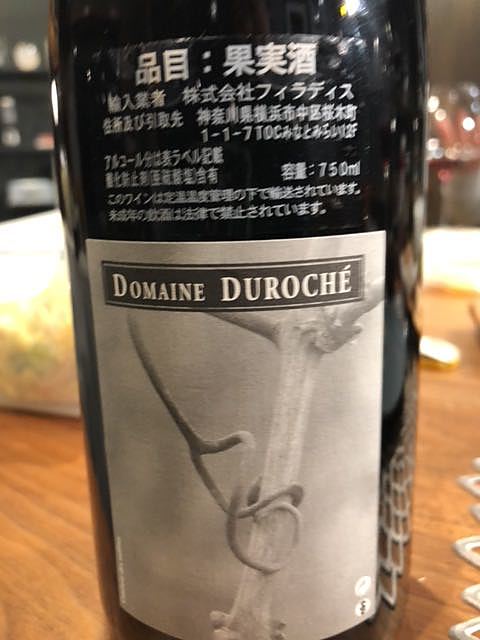 品目：果実酒
輸入業者　株式会社フィラディス
住所及び引取先　神奈川県横浜市中区桜木町
1-1-7TOCみなとみらい12F
アルコール分は表ラベル記載
酸化防止剤(亜硫酸塩)含有　容量：750ml
このワインは定温温度管理の下で輸送されています。
未成年の飲酒は法律で禁止されています。
DOMAINE DUROCHÉ